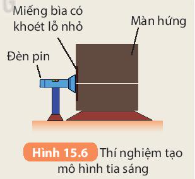 Miếng bìa có
khoét lỗ nhỏ
Màn hứng
Đèn pin
Hình 15.6 Thí nghiệm tạo
mô hình tia sáng